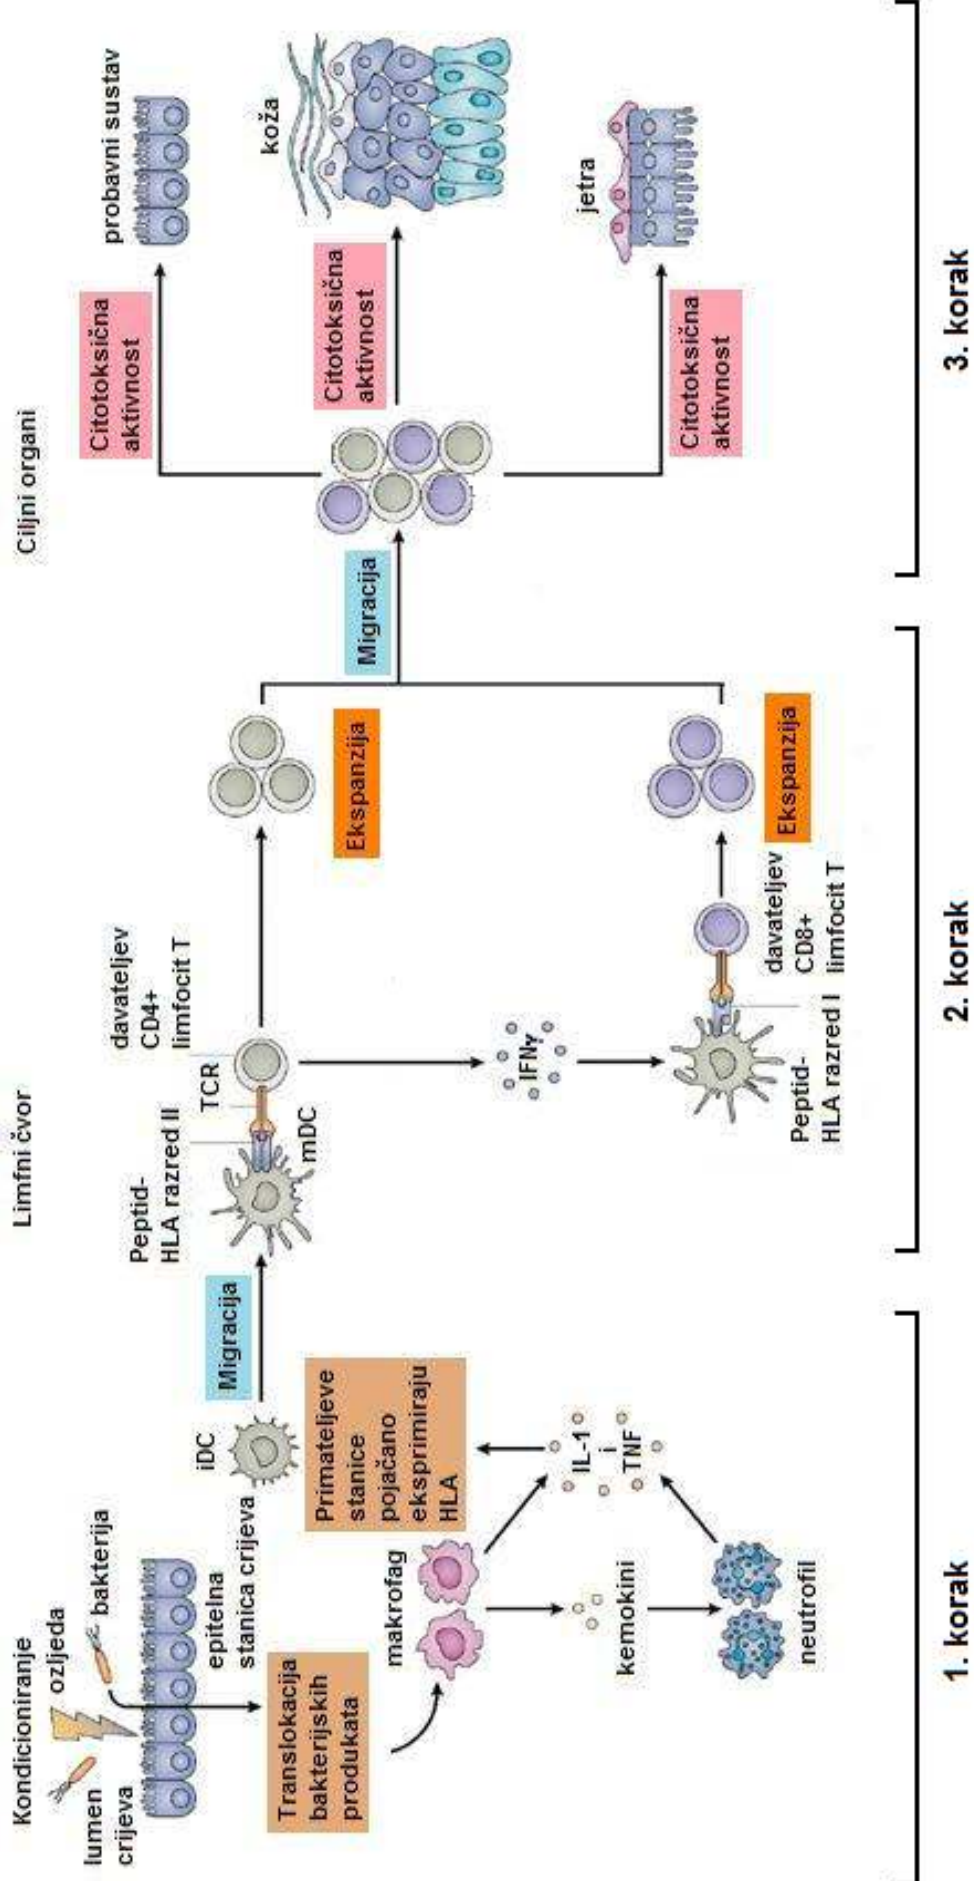 Kondicioniranje
ozljeda
bakterija
lumen
crijeva
epitelna
stanica crijeva
Translokacija
bakterijskih
produkata
makrofag
kemokini
neutrofil
IL-1
i
TNF
Primateljeve
stanice
pojačano
eksprimiraju
HLA
iDC
Migracija
1. korak
Limfni čvor
Peptid-
HLA razred II
TCR
davateljev
CD4+
limfocit T
mDC
IFNγ
Peptid-
HLA razred I
davateljev
CD8+
limfocit T
Ekspanzija
Ekspanzija
2. korak
Migracija
Ciljni organi
Citotoksična
aktivnost
probavni sustav
Citotoksična
aktivnost
koža
Citotoksična
aktivnost
jetra
3. korak